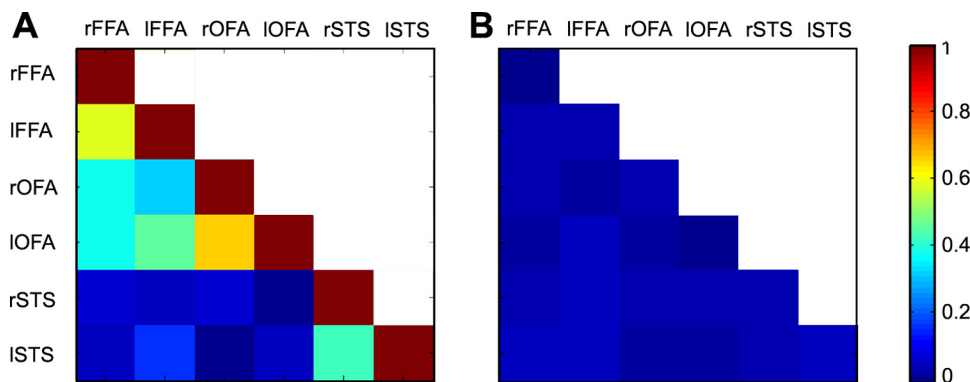 A B
rFFA lFFA rOFA lOFA rSTS lSTS rFFA lFFA rOFA lOFA rSTS lSTS
rFFA
lFFA
rOFA
lOFA
rSTS
lSTS
1
0.8
0.6
0.4
0.2
0